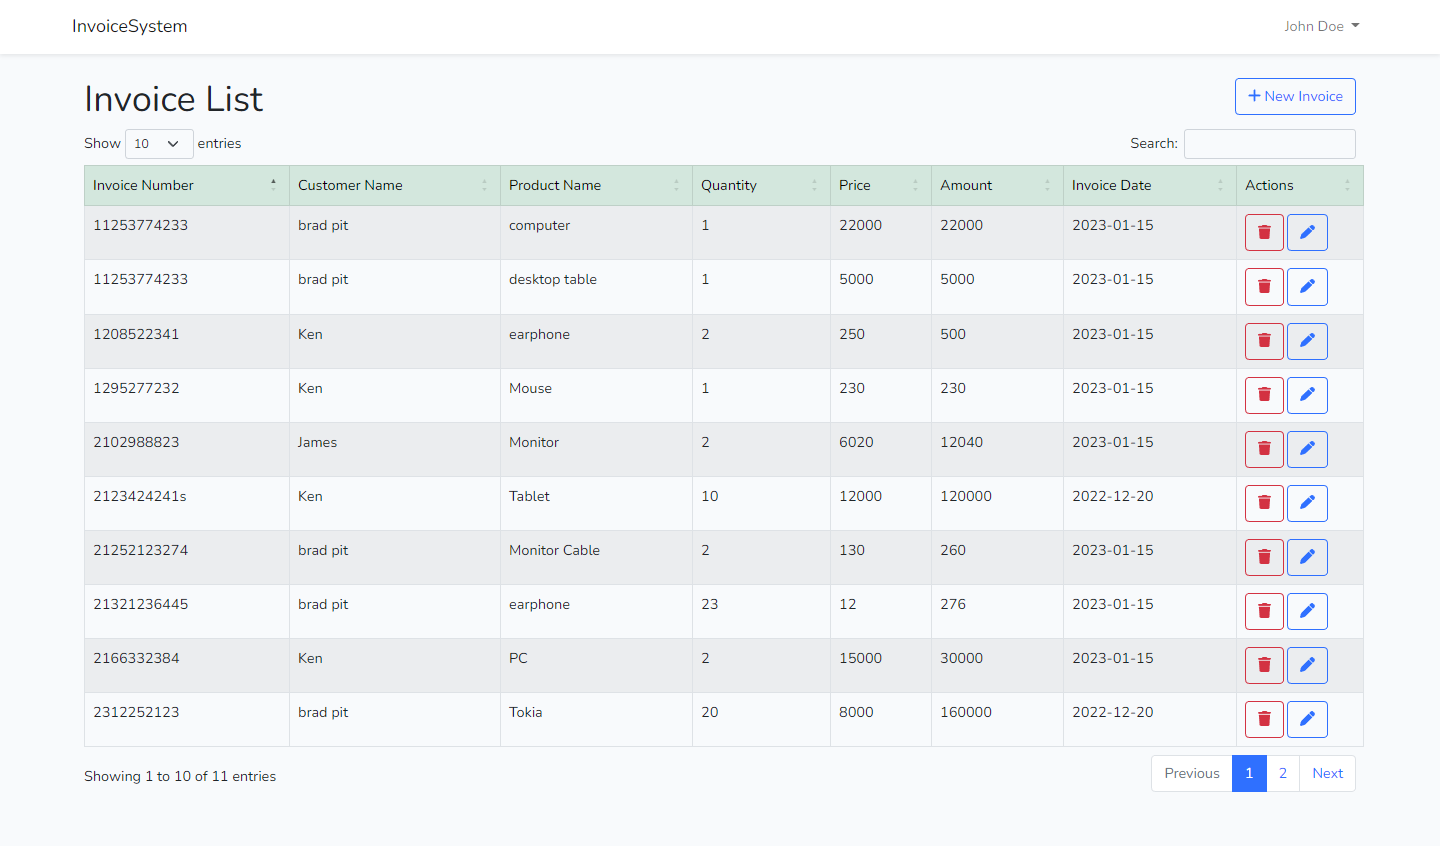 InvoiceSystem John Doe
Invoice List + New Invoice
Show 10 entries Search:
Invoice Number Customer Name Product Name Quantity Price Amount Invoice Date Actions
11253774233 brad pit computer 1 22000 22000 2023-01-15
11253774233 brad pit desktop table 1 5000 5000 2023-01-15
1208522341 Ken earphone 2 250 500 2023-01-15
1295277232 Ken Mouse 1 230 230 2023-01-15
2102988823 James Monitor 2 6020 12040 2023-01-15
2123424241s Ken Tablet 10 12000 120000 2022-12-20
21252123274 brad pit Monitor Cable 2 130 260 2023-01-15
21321236445 brad pit earphone 23 12 276 2023-01-15
2166332384 Ken PC 2 15000 30000 2023-01-15
2312252123 brad pit Tokia 20 8000 160000 2022-12-20
Showing 1 to 10 of 11 entries Previous 1 2 Next